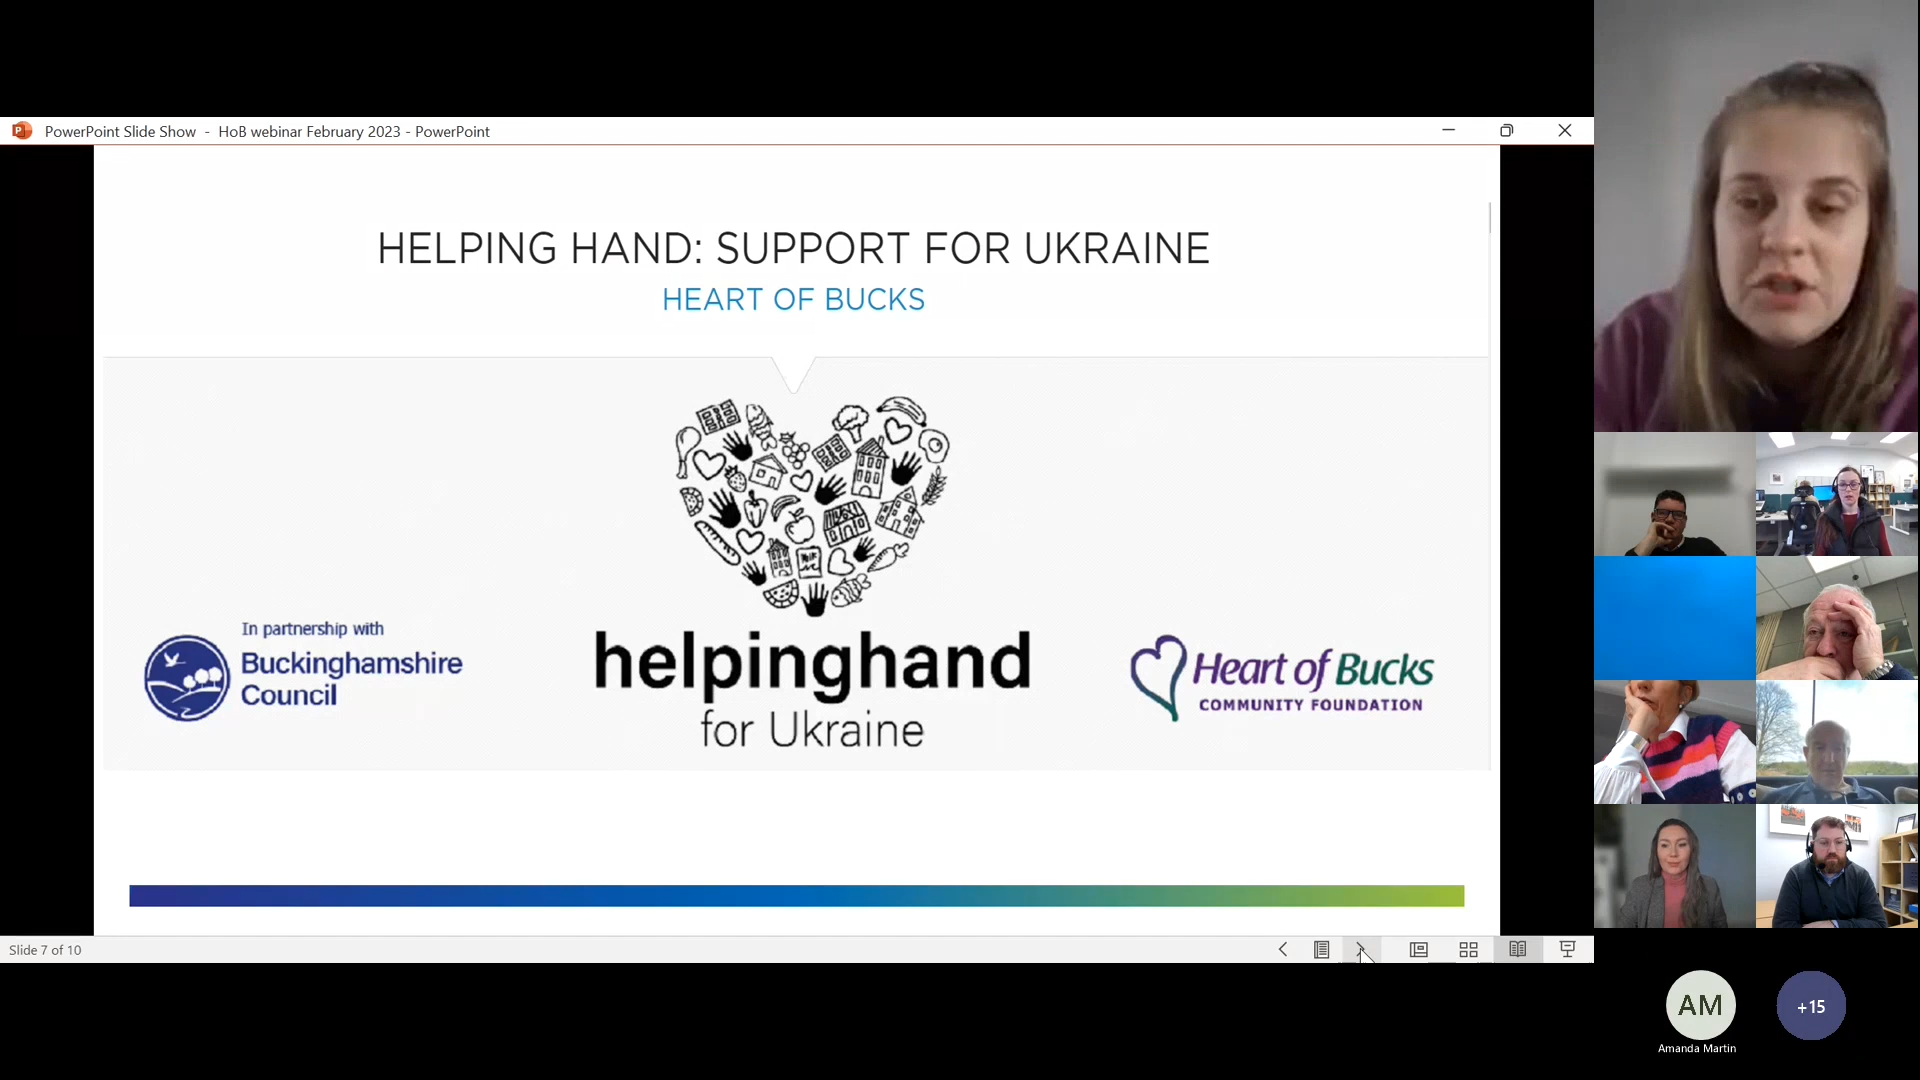 PowerPoint Slide Show - HoB webinar February 2023 - PowerPoint
HELPING HAND: SUPPORT FOR UKRAINE
HEART OF BUCKS
In partnership with
Buckinghamshire
Council
helpinghand
for Ukraine
Heart of Bucks
COMMUNITY FOUNDATION
Slide 7 of 10
AM
+15
Amanda Martin